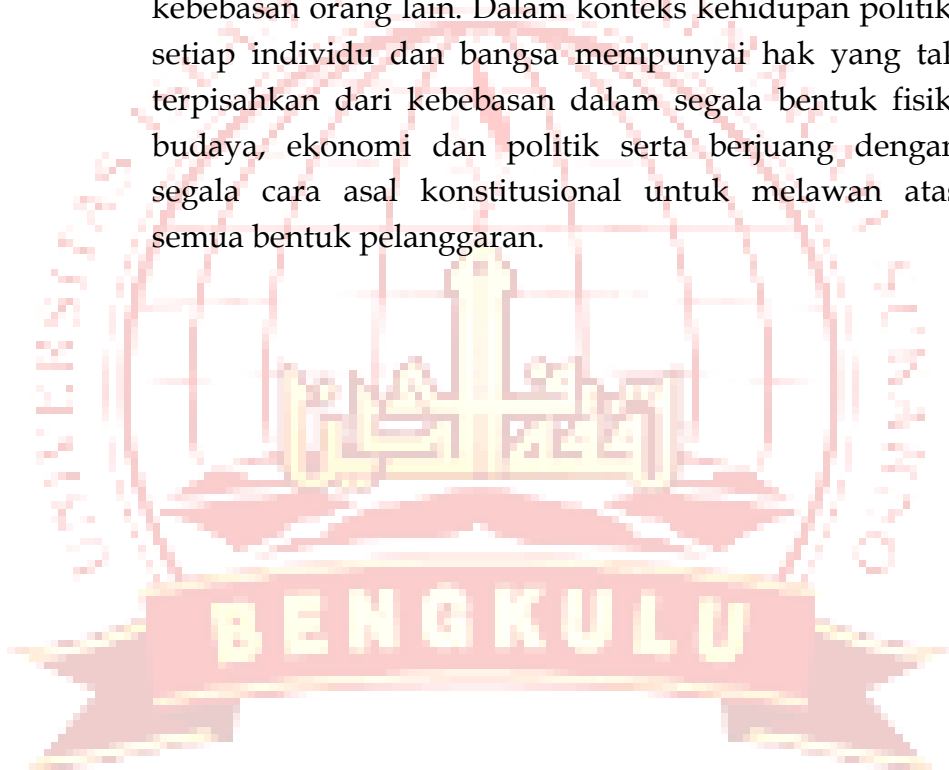 kebebasan orang lain. Dalam konteks kehidupan politik
setiap individu dan bangsa mempunyai hak yang tak
terpisahkan dari kebebasan dalam segala bentuk fisik
budaya, ekonomi dan politik serta berjuang dengan
segala cara asal konstitusional untuk melawan atas
semua bentuk pelanggaran.
BENGKULU